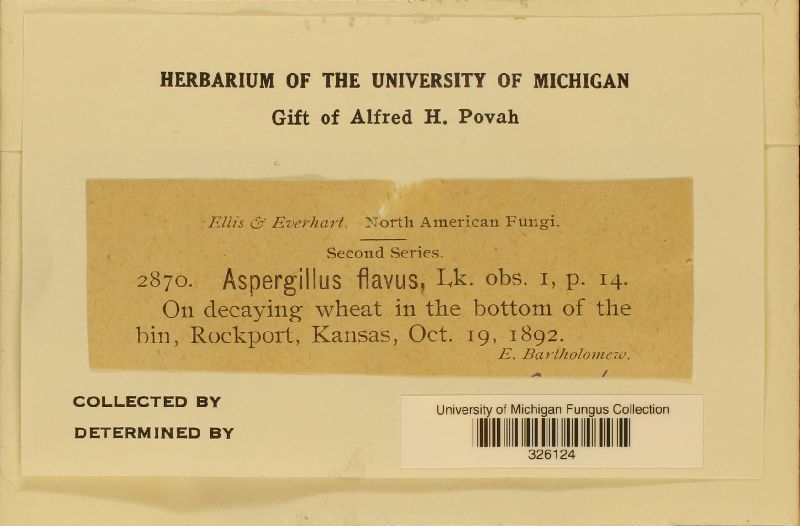 HERBARIUM OF THE UNIVERSITY OF MICHIGAN
Gift of Alfred H. Povah
Ellis & Everhart, North American Fungi.
Second Series.
2870. Aspergillus flavus, Lk. obs. 1, p. 14.
On decaying wheat in the bottom of the
bin, Rockport, Kansas, Oct. 19, 1892.
E. Bartholomew.
COLLECTED BY
DETERMINED BY
University of Michigan Fungus Collection
326124